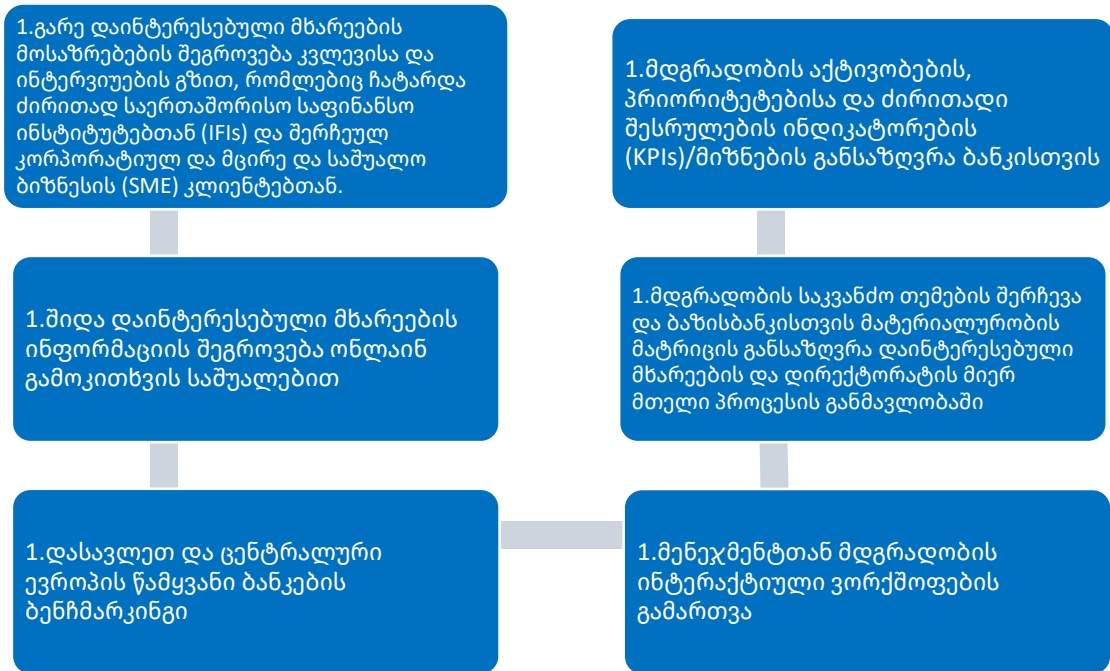 1.გარე დაინტერესებული მხარეების
მოსაზრებების შეგროვება კვლევისა და
ინტერვიუების გზით, რომლებიც ჩატარდა
ძირითად საერთაშორისო საფინანსო
ინსტიტუტებთან (IFIs) და შერჩეულ
კორპორატიულ და მცირე და საშუალო
ბიზნესის (SME) კლიენტებთან.
1.შიდა დაინტერესებული მხარეების
ინფორმაციის შეგროვება ონლაინ
გამოკითხვის საშუალებით
1.დასავლეთ და ცენტრალური
ევროპის წამყვანი ბანკების
ბენჩმარკინგი
1.მენეჯმენტთან მდგრადობის
ინტერაქტიული ვორქშოფების
გამართვა
1.მდგრადობის საკვანძო თემების შერჩევა
და ბაზისბანკისთვის მატერიალურობის
მატრიცის განსაზღვრა დაინტერესებული
მხარეების და დირექტორატის მიერ
მთელი პროცესის განმავლობაში
1.მდგრადობის აქტივობების,
პრიორიტეტებისა და ძირითადი
შესრულების ინდიკატორების
(KPIs)/მიზნების განსაზღვრა ბანკისთვის